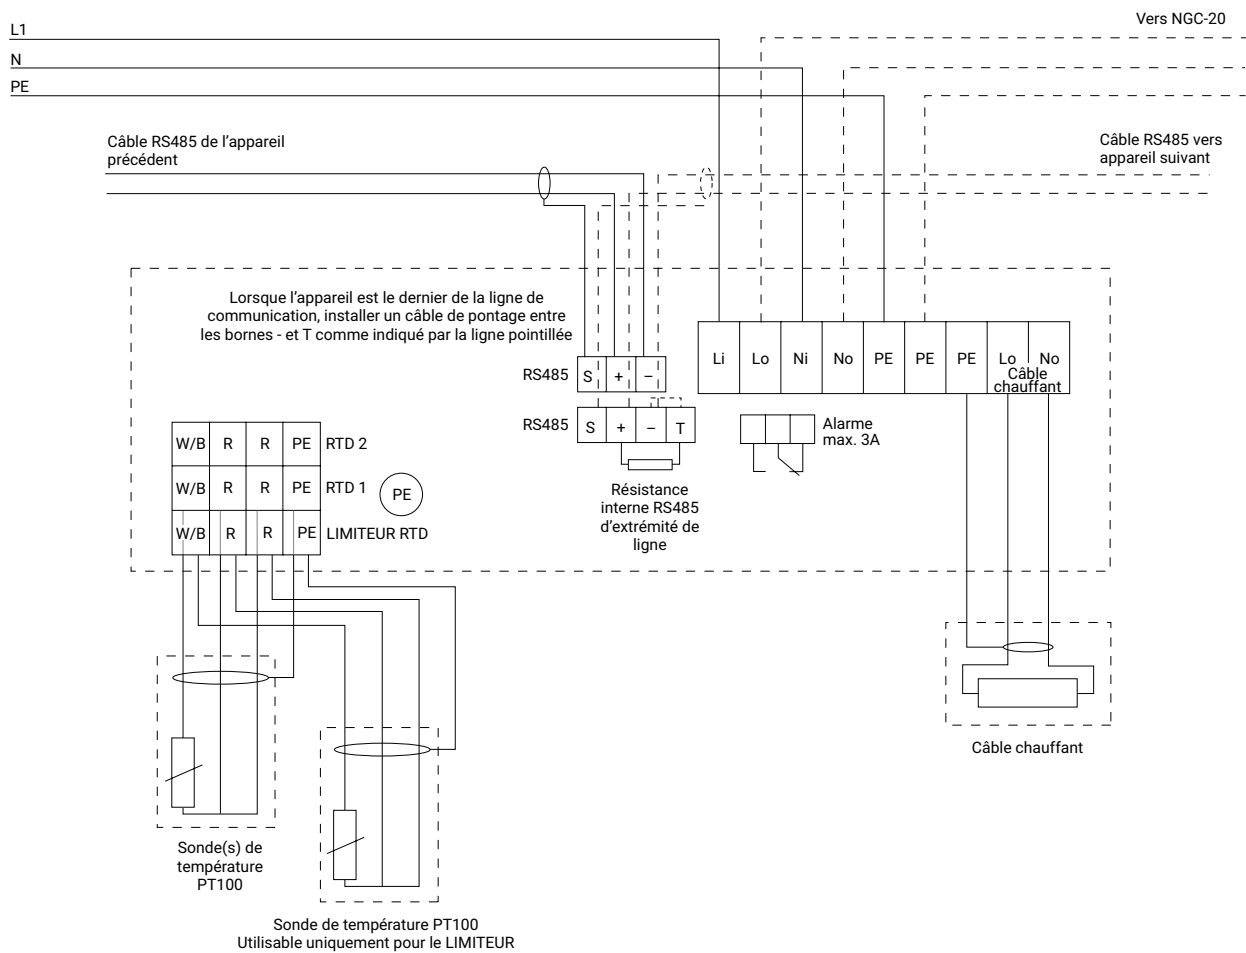 Vers NGC-20
L1
N
PE
Câble RS485 de l'appareil
précédent
Câble RS485 vers
appareil suivant
Lorsque l'appareil est le dernier de la ligne de
communication, installer un câble de pontage entre
les bornes - et T comme indiqué par la ligne pointillée
Li Lo Ni No PE PE PE Lo No
Câble
chauffant
RS485 S + –
RS485 S + – T
Alarme
max. 3A
W/B R R PE RTD 2
W/B R R PE RTD 1
PE
W/B R R PE LIMITEUR RTD
Résistance
interne RS485
d'extrémité de
ligne
Câble chauffant
Sonde(s) de
température
PT100
Sonde de température PT100
Utilisable uniquement pour le LIMITEUR